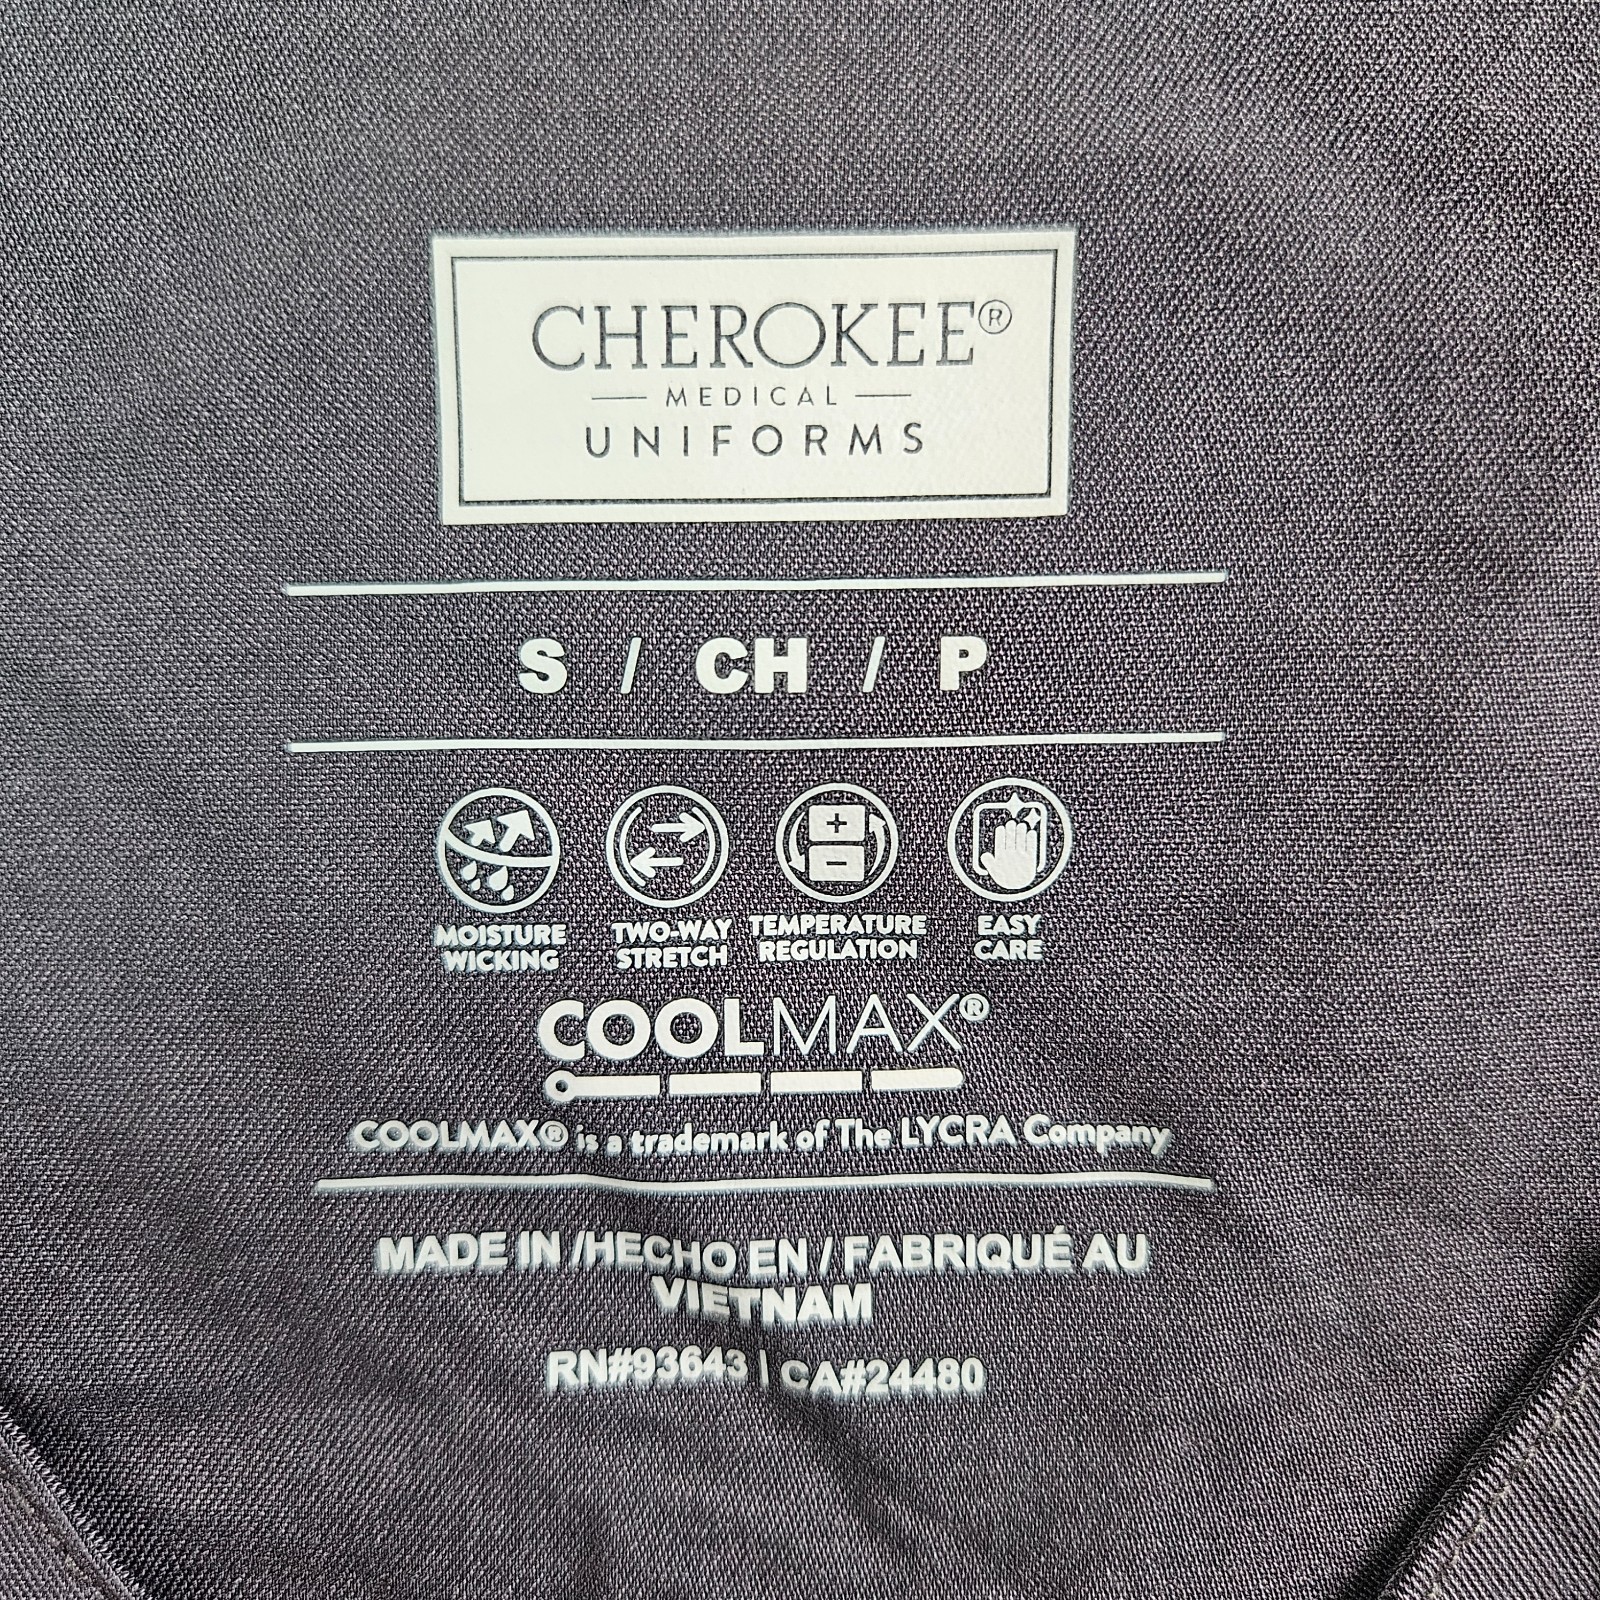 CHEROKEE®
MEDICAL
UNIFORMS
S / CH / P
MOISTURE WICKING
TWO-WAY STRETCH
TEMPERATURE REGULATION
EASY CARE
COOLMAX®
COOLMAX® is a trademark of The LYCRA Company
MADE IN /HECHO EN / FABRIQUÉ AU
VIETNAM
RN#93643 | CA#24480